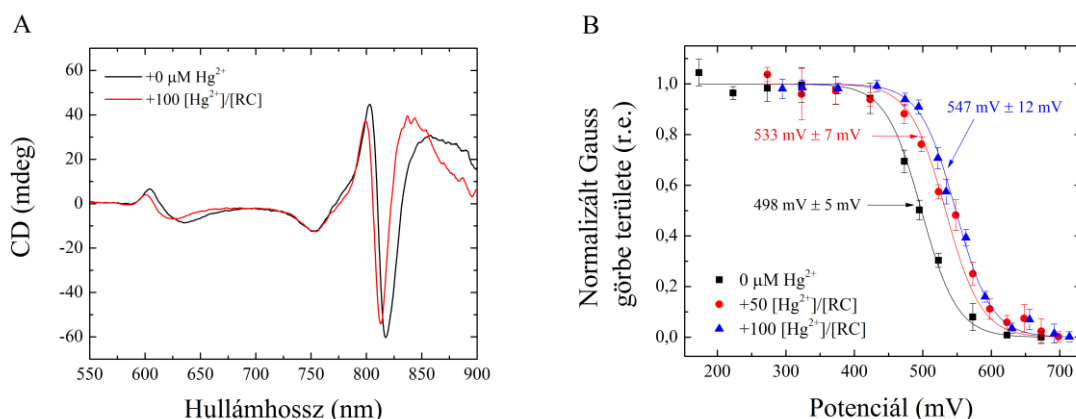 A
CD (mdeg)
60
40
20
0
-20
-40
-60
+0 µM Hg²⁺
+100 [Hg²⁺]/[RC]
550 600 650 700 750 800 850 900
Hullámhossz (nm)
B
Normalizált Gauss
görbe területe (r.e.)
1,0
0,8
0,6
0,4
0,2
0,0
547 mV ± 12 mV
533 mV ± 7 mV
498 mV ± 5 mV
0 µM Hg²⁺
+50 [Hg²⁺]/[RC]
+100 [Hg²⁺]/[RC]
200 300 400 500 600 700
Potenciál (mV)